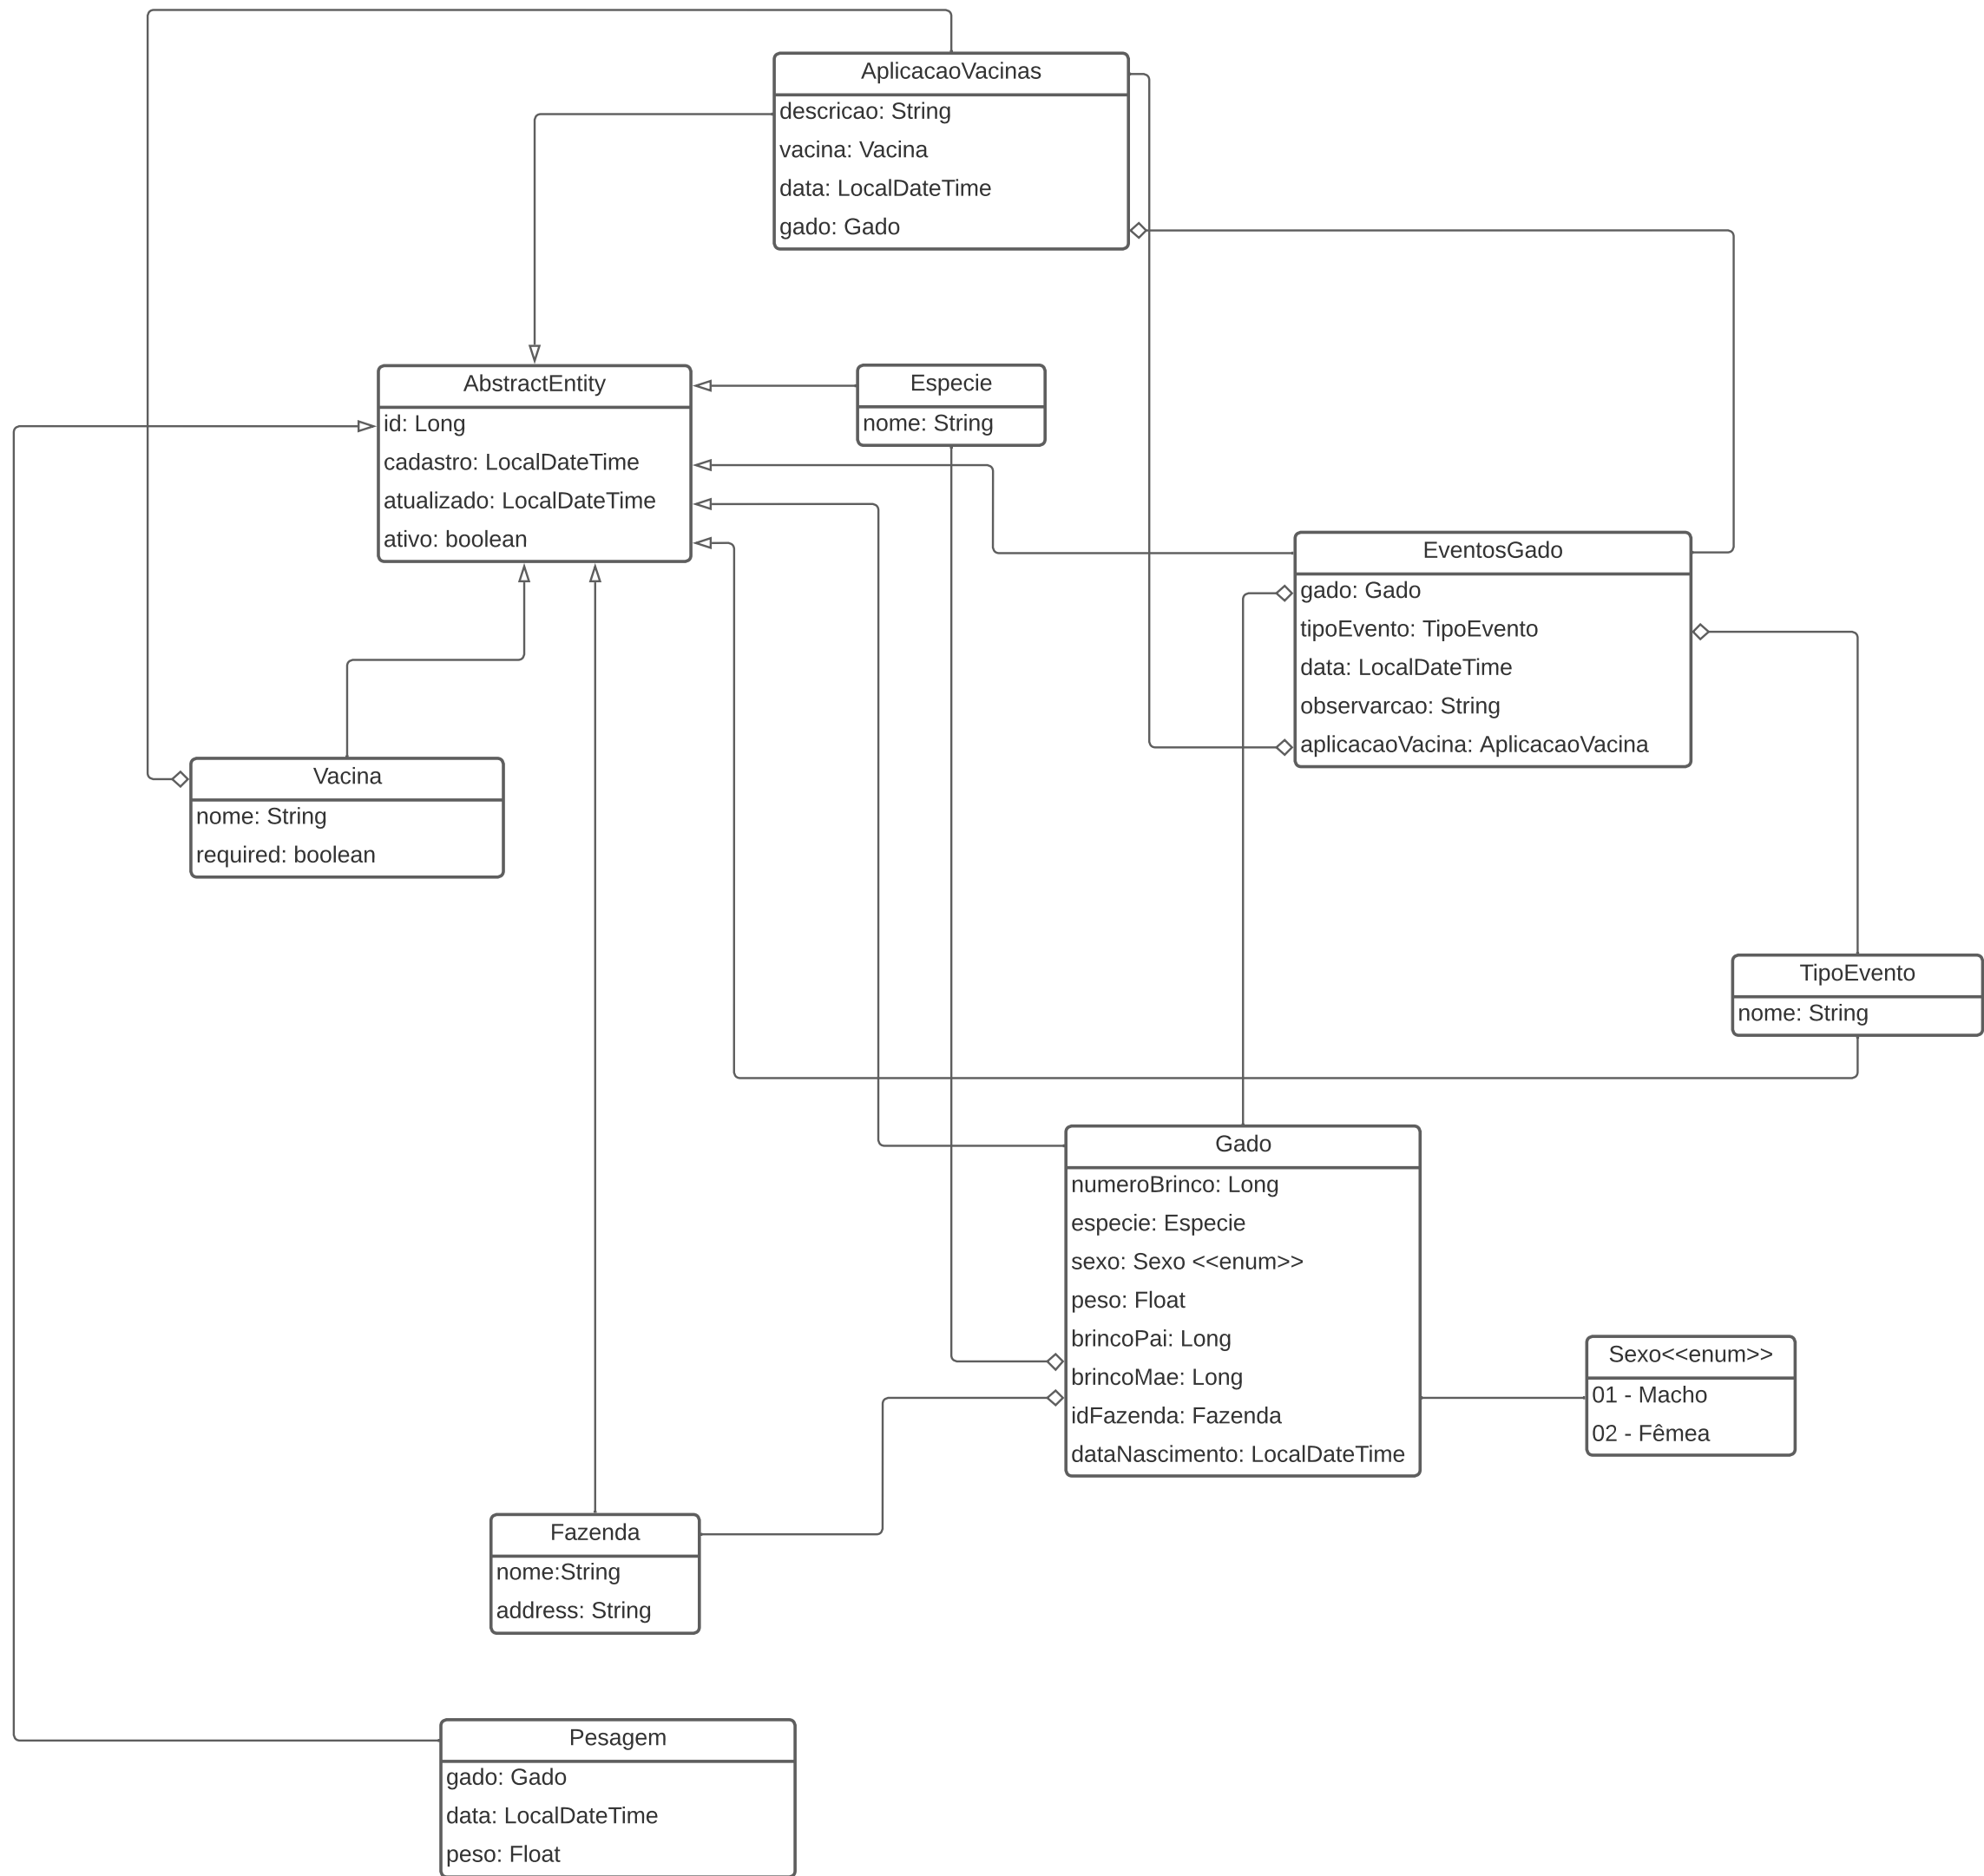 AplicacaoVacinas
descricao: String
vacina: Vacina
data: LocalDateTime
gado: Gado
AbstractEntity
id: Long
cadastro: LocalDateTime
atualizado: LocalDateTime
ativo: boolean
Especie
nome: String
EventosGado
gado: Gado
tipoEvento: TipoEvento
data: LocalDateTime
observarcao: String
aplicacaoVacina: AplicacaoVacina
Vacina
nome: String
required: boolean
TipoEvento
nome: String
Gado
numeroBrinco: Long
especie: Especie
sexo: Sexo <<enum>>
peso: Float
brincoPai: Long
brincoMae: Long
idFazenda: Fazenda
dataNascimento: LocalDateTime
Sexo<<enum>>
01 - Macho
02 - Fêmea
Fazenda
nome:String
address: String
Pesagem
gado: Gado
data: LocalDateTime
peso: Float